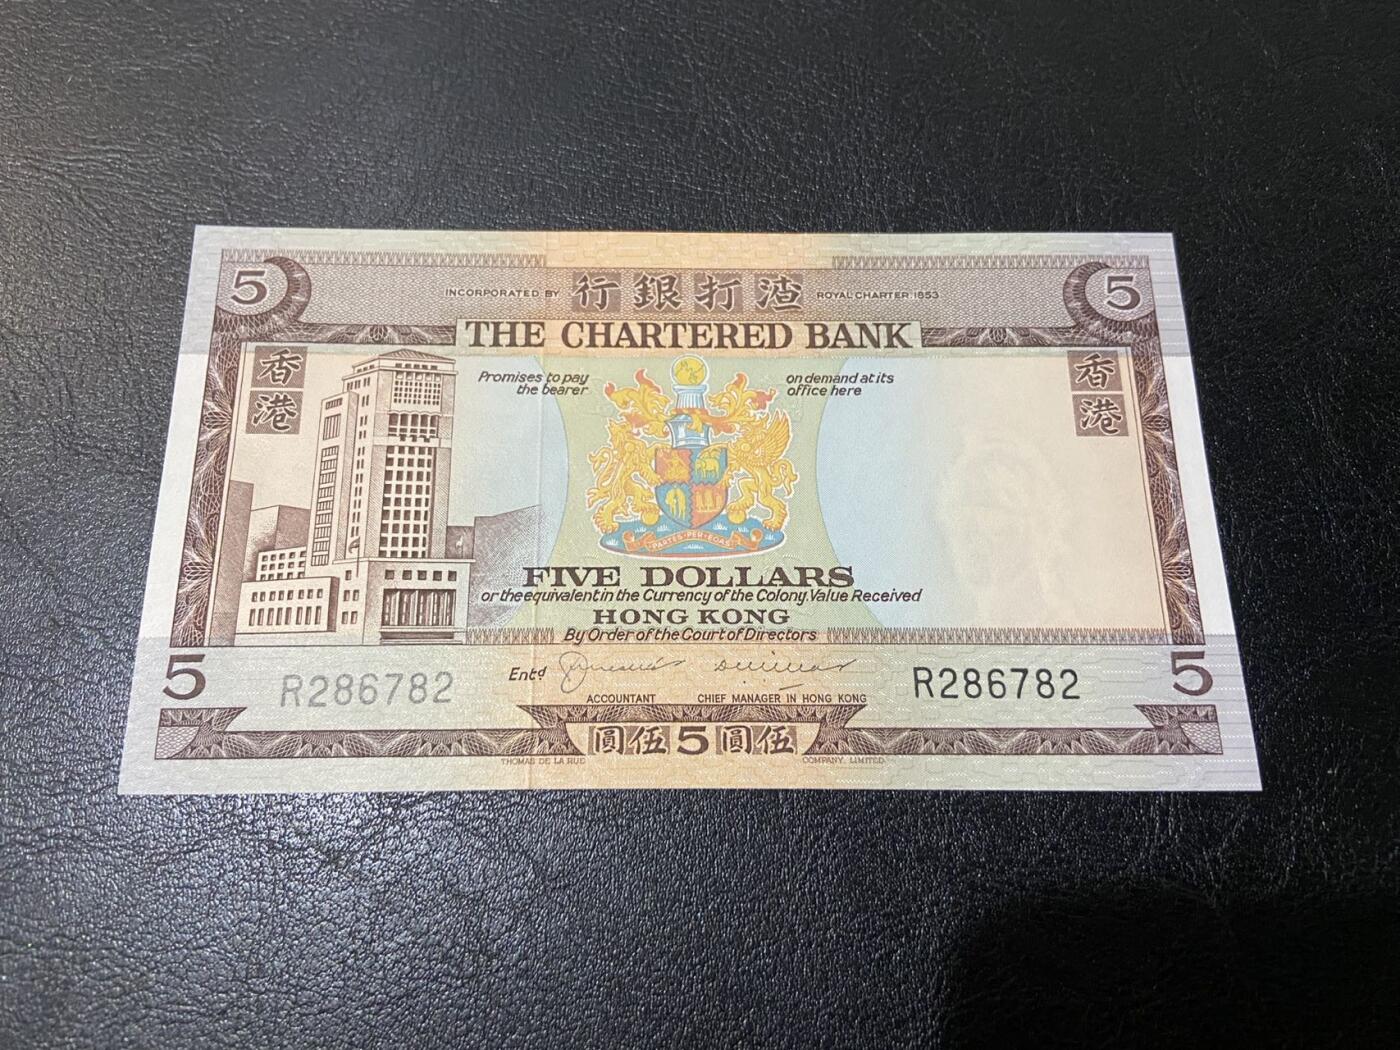 5 5
INCORPORATED BY 行銀打渣 ROYALCHARTER 1853
THE CHARTERED BANK
香港
香港
Promises to pay
the bearer
on demand at its
office here
PARTES·PER·EOAS
FIVE DOLLARS
or the equivalent in the Currency of the Colony. Value Received
HONG KONG
By Order of the Court of Directors
5 5
Entd
R286782 R286782
ACCOUNTANT CHIEF MANAGER IN HONG KONG
圓伍5圓伍
THOMAS DE LA RUE COMPANY, LIMITED.